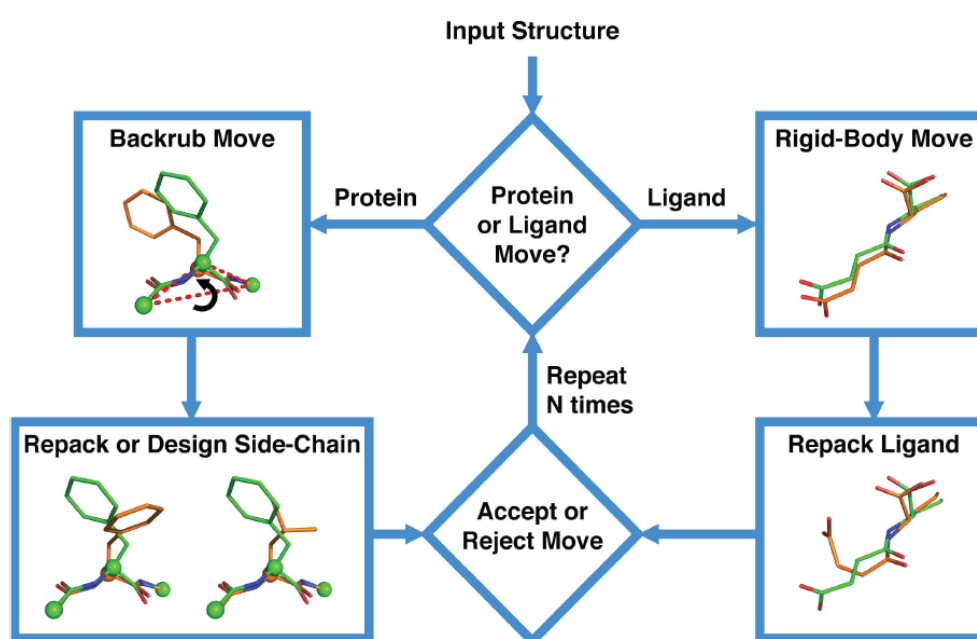 Input Structure
Backrub Move
Protein
Protein
or Ligand
Move?
Ligand
Rigid-Body Move
Repeat
N times
Repack or Design Side-Chain
Accept or
Reject Move
Repack Ligand